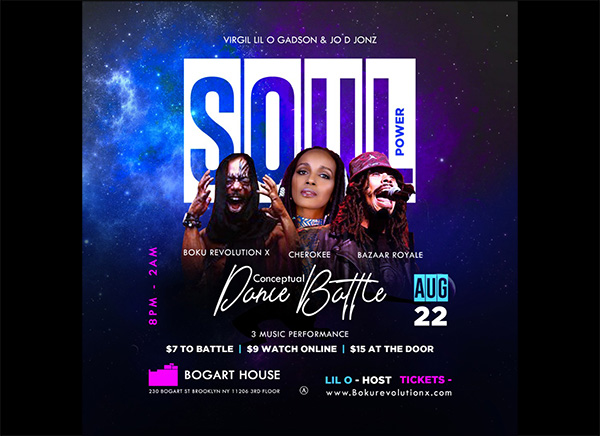 VIRGIL LIL O GADSON & JO D JONZ
SOUL
POWER
BOKU REVOLUTION X
CHEROKEE
BAZAAR ROYALE
Conceptual
Dance Battle
AUG
22
8PM - 2AM
3 MUSIC PERFORMANCE
$7 TO BATTLE | $9 WATCH ONLINE | $15 AT THE DOOR
BOGART HOUSE
230 BOGART ST BROOKLYN NY 11206 3RD FLOOR
A
LIL O - HOST TICKETS -
www.Bokurevolutionx.com